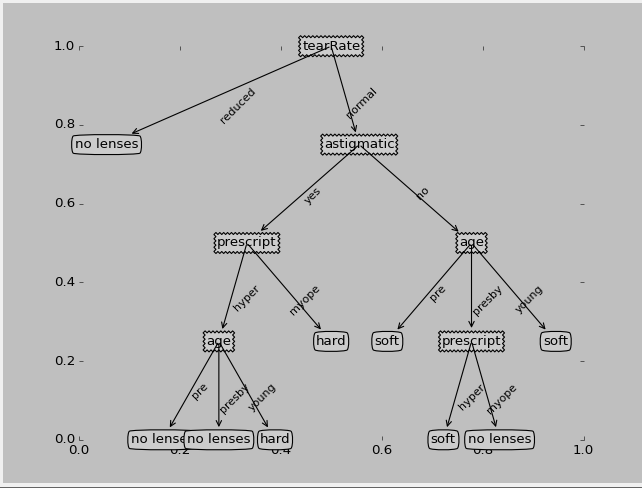 1.0
tearRate
reduced
normal
0.8
no lenses
astigmatic
yes
no
0.6
prescript
age
0.4
hyper
myope
pre
presby
young
age
hard
soft
prescript
soft
0.2
pre
presby
young
hyper
myope
0.0
no lenses
no lenses
hard
soft
no lenses
0.0
0.2
0.4
0.6
0.8
1.0